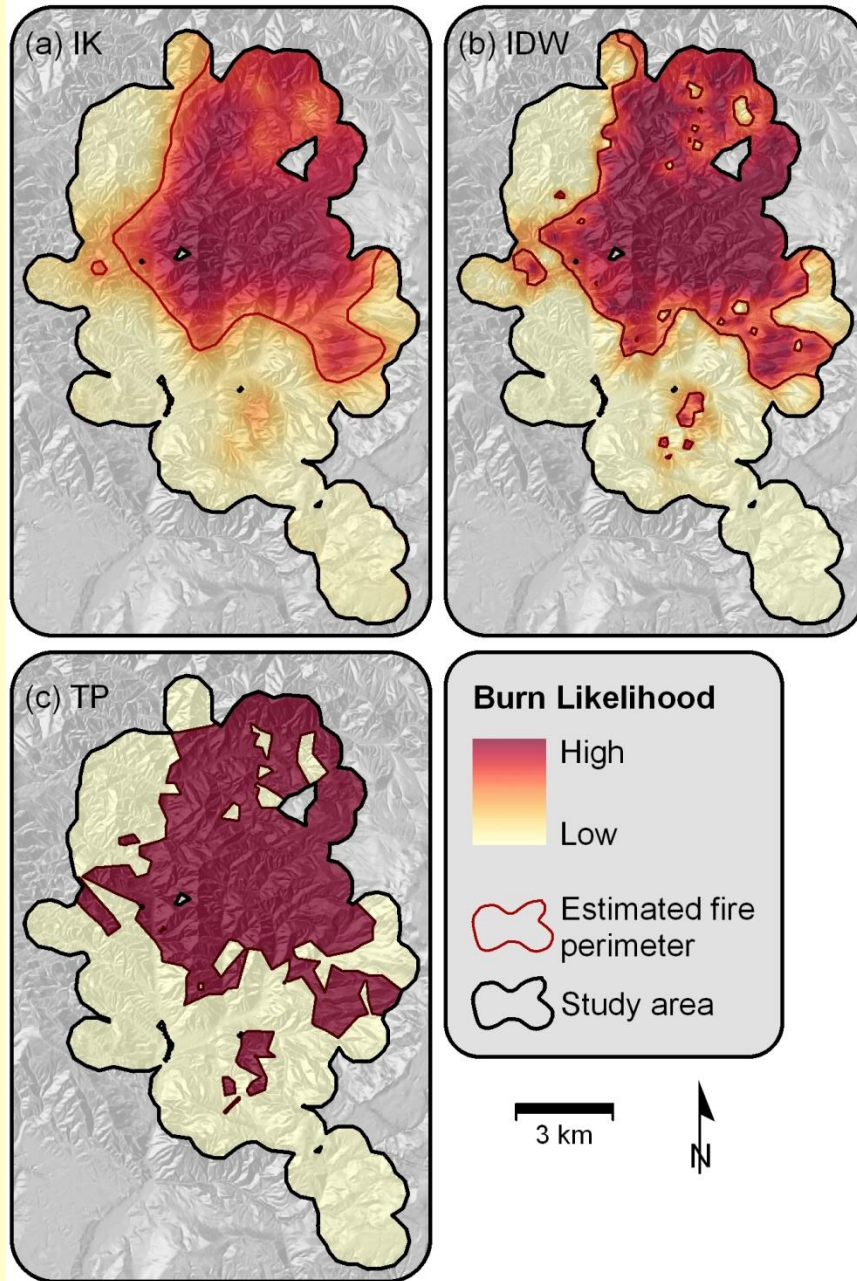 (a) IK
(b) IDW
(c) TP
Burn Likelihood
High
Low
Estimated fire
perimeter
Study area
3 km
N